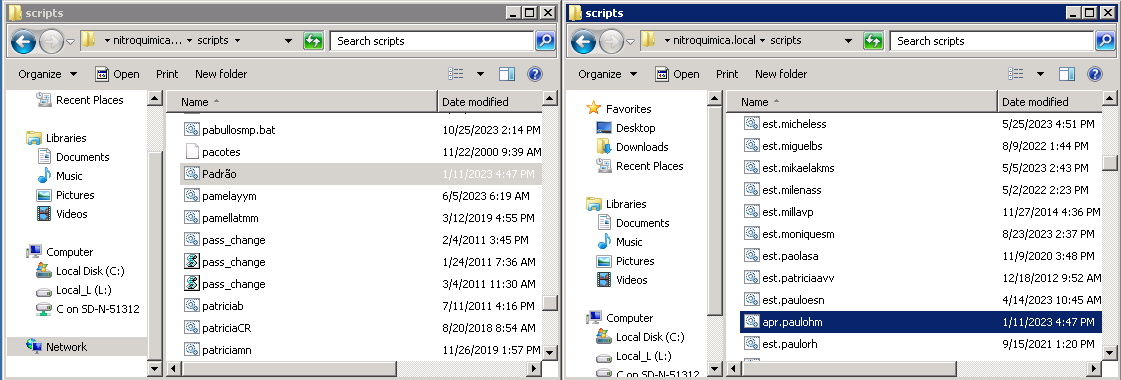 scripts
nitroquimica... scripts
Search scripts
Organize Open Print New folder
Recent Places
Libraries
Documents
Music
Pictures
Videos
Computer
Local Disk (C:)
Local_L (L:)
C on SD-N-51312
Network
Name Date modified
pabullosmp.bat 10/25/2023 2:14 PM
pacotes 11/22/2000 9:39 AM
Padrão 1/11/2023 4:47 PM
pamelayym 6/5/2023 6:19 AM
pamellatmm 3/12/2019 4:55 PM
pass_change 2/4/2011 3:45 PM
pass_change 1/24/2011 7:36 AM
pass_change 3/4/2011 11:30 AM
patriciab 7/11/2011 4:16 PM
patriciaCR 8/20/2018 8:54 AM
patriciamn 11/26/2019 1:57 PM
scripts
nitroquimica.local scripts
Search scripts
Organize Open Print New folder
Favorites
Desktop
Downloads
Recent Places
Libraries
Documents
Music
Pictures
Videos
Computer
Local Disk (C:)
Local_L (L:)
C on SD-N-51312
Name Date modified
est.micheless 5/25/2023 4:51 PM
est.miguelbs 8/9/2022 1:44 PM
est.mikaelakms 5/5/2023 2:43 PM
est.milenass 5/2/2022 2:23 PM
est.millavp 11/27/2014 4:36 PM
est.moniquesm 8/23/2023 2:37 PM
est.paolasa 11/9/2020 3:48 PM
est.patriciaavv 12/18/2012 9:52 AM
est.pauloesn 4/14/2023 10:45 AM
apr.paulohm 1/11/2023 4:47 PM
est.paulorh 9/15/2021 1:20 PM